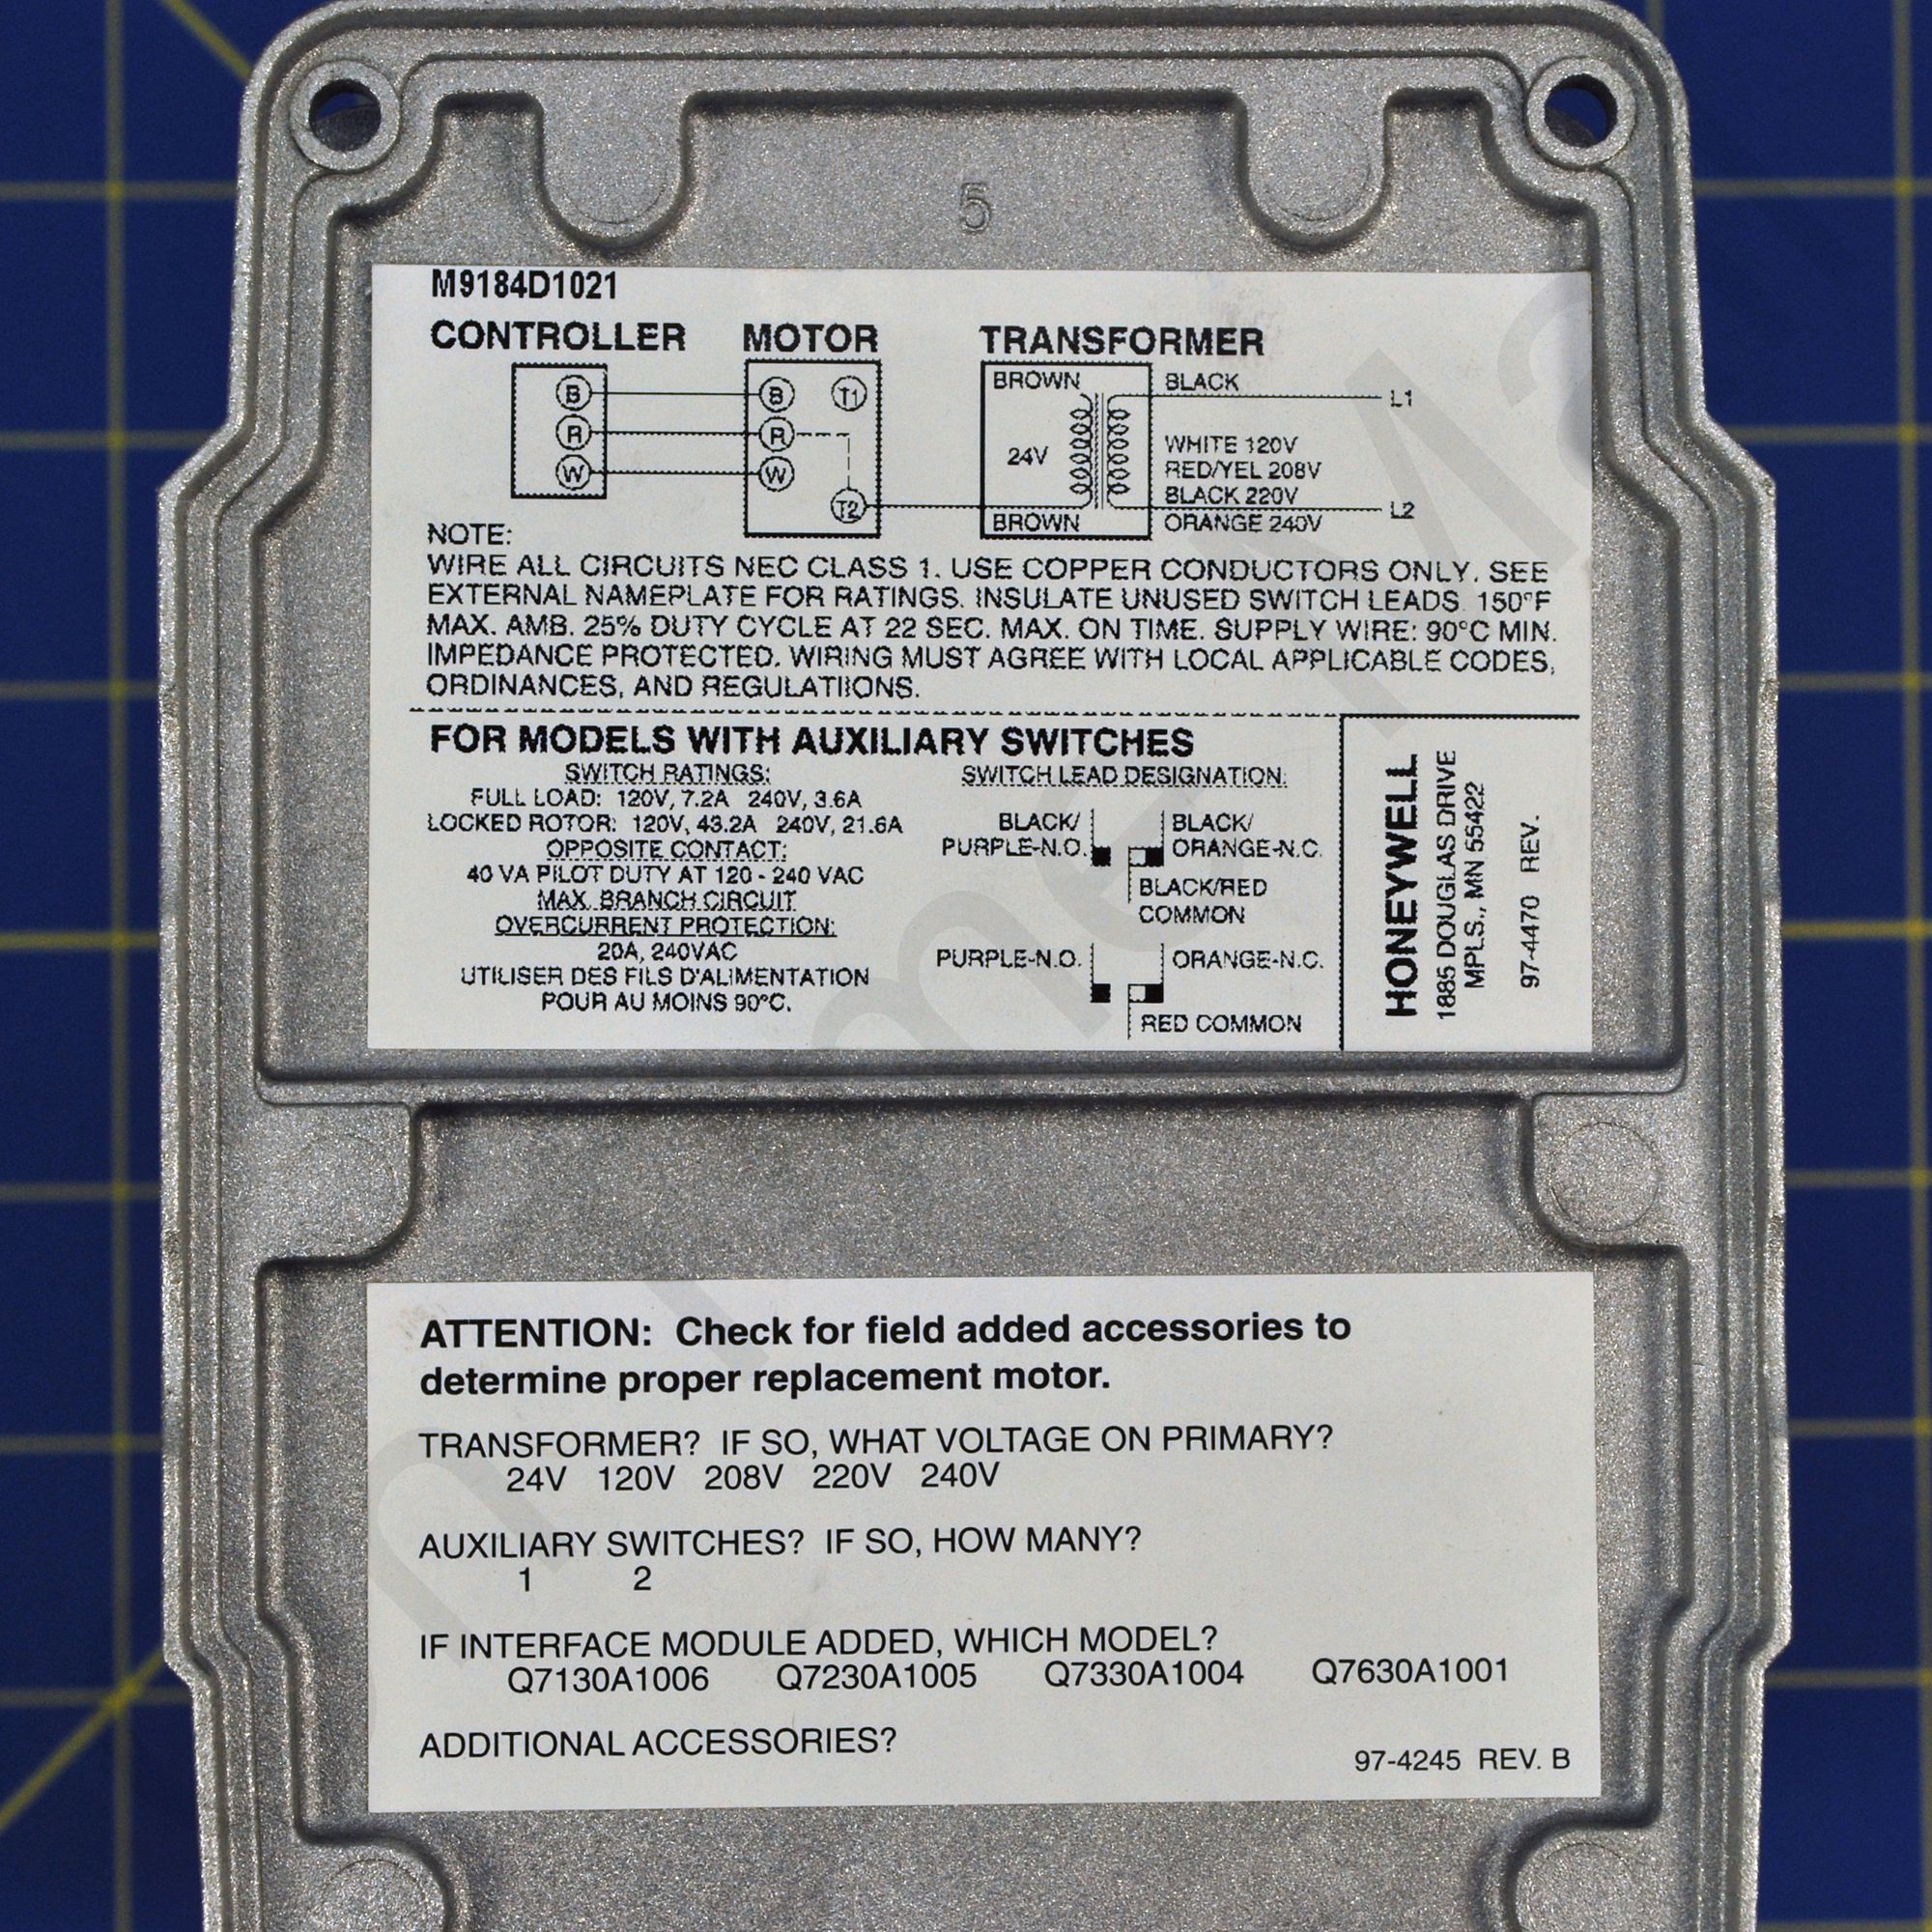 5
M9184D1021
CONTROLLER MOTOR TRANSFORMER
B B T1 BROWN BLACK L1
R R
W W 24V WHITE 120V
RED/YEL 208V
BLACK 220V
T2 BROWN ORANGE 240V L2
NOTE:
WIRE ALL CIRCUITS NEC CLASS 1. USE COPPER CONDUCTORS ONLY. SEE
EXTERNAL NAMEPLATE FOR RATINGS. INSULATE UNUSED SWITCH LEADS. 150°F
MAX. AMB. 25% DUTY CYCLE AT 22 SEC. MAX. ON TIME. SUPPLY WIRE: 90°C MIN.
IMPEDANCE PROTECTED. WIRING MUST AGREE WITH LOCAL APPLICABLE CODES,
ORDINANCES, AND REGULATIIONS.
FOR MODELS WITH AUXILIARY SWITCHES
SWITCH RATINGS:
FULL LOAD: 120V, 7.2A 240V, 3.6A
LOCKED ROTOR: 120V, 43.2A 240V, 21.6A
OPPOSITE CONTACT:
40 VA PILOT DUTY AT 120 - 240 VAC
MAX. BRANCH CIRCUIT
OVERCURRENT PROTECTION:
20A, 240VAC
UTILISER DES FILS D'ALIMENTATION
POUR AU MOINS 90°C.
SWITCH LEAD DESIGNATION:
BLACK/ BLACK/
PURPLE-N.O. ORANGE-N.C.
BLACK/RED
COMMON
PURPLE-N.O. ORANGE-N.C.
RED COMMON
HONEYWELL
1885 DOUGLAS DRIVE
MPLS., MN 55422
97-4470 REV.
ATTENTION: Check for field added accessories to
determine proper replacement motor.
TRANSFORMER? IF SO, WHAT VOLTAGE ON PRIMARY?
24V 120V 208V 220V 240V
AUXILIARY SWITCHES? IF SO, HOW MANY?
1 2
IF INTERFACE MODULE ADDED, WHICH MODEL?
Q7130A1006 Q7230A1005 Q7330A1004 Q7630A1001
ADDITIONAL ACCESSORIES?
97-4245 REV. B